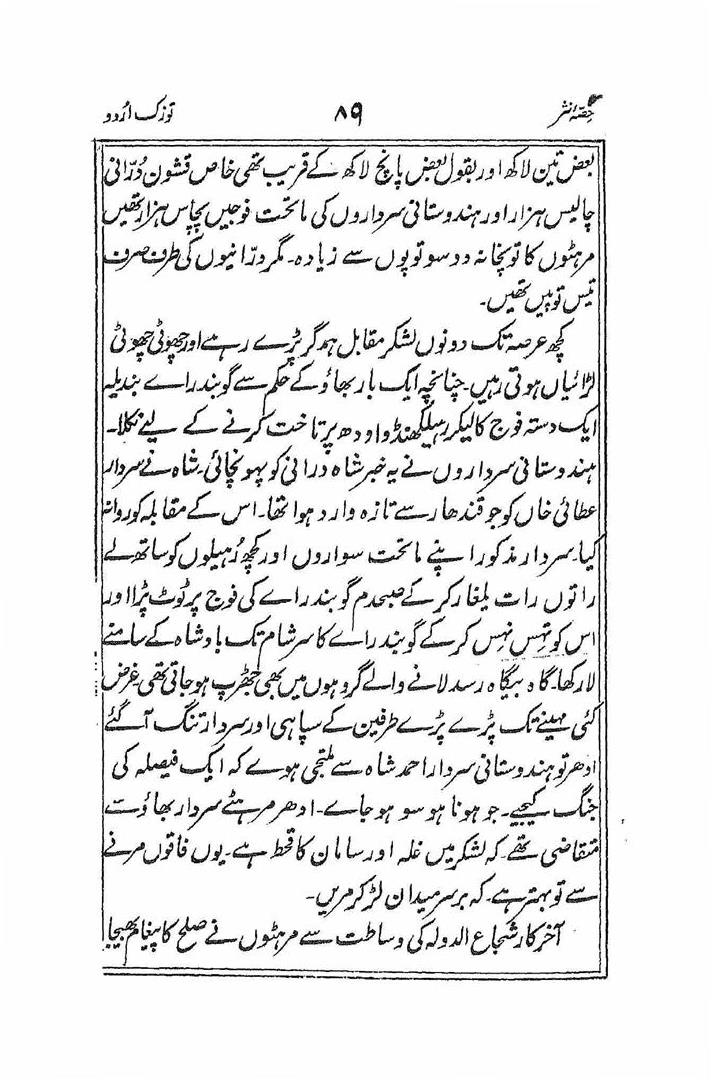 حصۂ نثر ۸۹ توزک اُردو
بعض تین لاکھ اور بقول بعض پانچ لاکھ کے قریب تھی خاص قشون دُرّانی
چالیس ہزار اور ہندوستانی سرداروں کی ماتحت فوجیں پچاس ہزار تھیں
مرہٹوں کا توپخانہ دو سو توپوں سے زیادہ۔ مگر درّانیوں کی طرف صرف
تیس توپیں تھیں۔
کچھ عرصہ تک دونوں لشکر مقابل ہمدگر پڑے رہے اور چھوٹی چھوٹی
لڑائیاں ہوتی رہیں۔ چنانچہ ایک بار بھاؤ کے حکم سے گوبند راے بندیلہ
ایک دستہ فوج کا لیکر رہیلکھنڈ و اودھ پر تاخت کرنے کے لیے نکلا۔
ہندوستانی سرداروں نے یہ خبر شاہ درانی کو پہونچائی۔ شاہ نے سردار
عطائی خاں کو جو قندھار سے تازہ وارد ہوا تھا۔ اس کے مقابلہ کو روانہ
کیا۔ سردار مذکور اپنے ماتحت سواروں اور کچھ رُہیلوں کو ساتھ لے
راتوں رات یلغار کر کے صبحدم گوبند راے کی فوج پر ٹوٹ پڑا اور
اس کو تہس نہس کر کے گوبند راے کا سر شام تک بادشاہ کے سامنے
لا رکھا۔ گاہ و بیگاہ رسد لانے والے گروہوں میں بھی جھڑپ ہو جاتی تھی غرض
کئی مہینے تک پڑے پڑے طرفین کے سپاہی اور سردار تنگ آ گئے
ادھر تو ہندوستانی سردار احمد شاہ سے ملتجی ہوے کہ ایک فیصلہ کی
جنگ کیجیے۔ جو ہونا ہو سو ہو جاے۔ ادھر مرہٹے سردار بھاؤ سے
متقاضی تھے۔ کہ لشکر میں غلہ اور سامان کا قحط ہے۔ یوں فاقوں مرنے
سے تو بہتر ہے۔ کہ بر سر میدان لڑ کر مریں۔
آخر کار شجاع الدولہ کی وساطت سے مرہٹوں نے صلح کا پیغام بھیجا